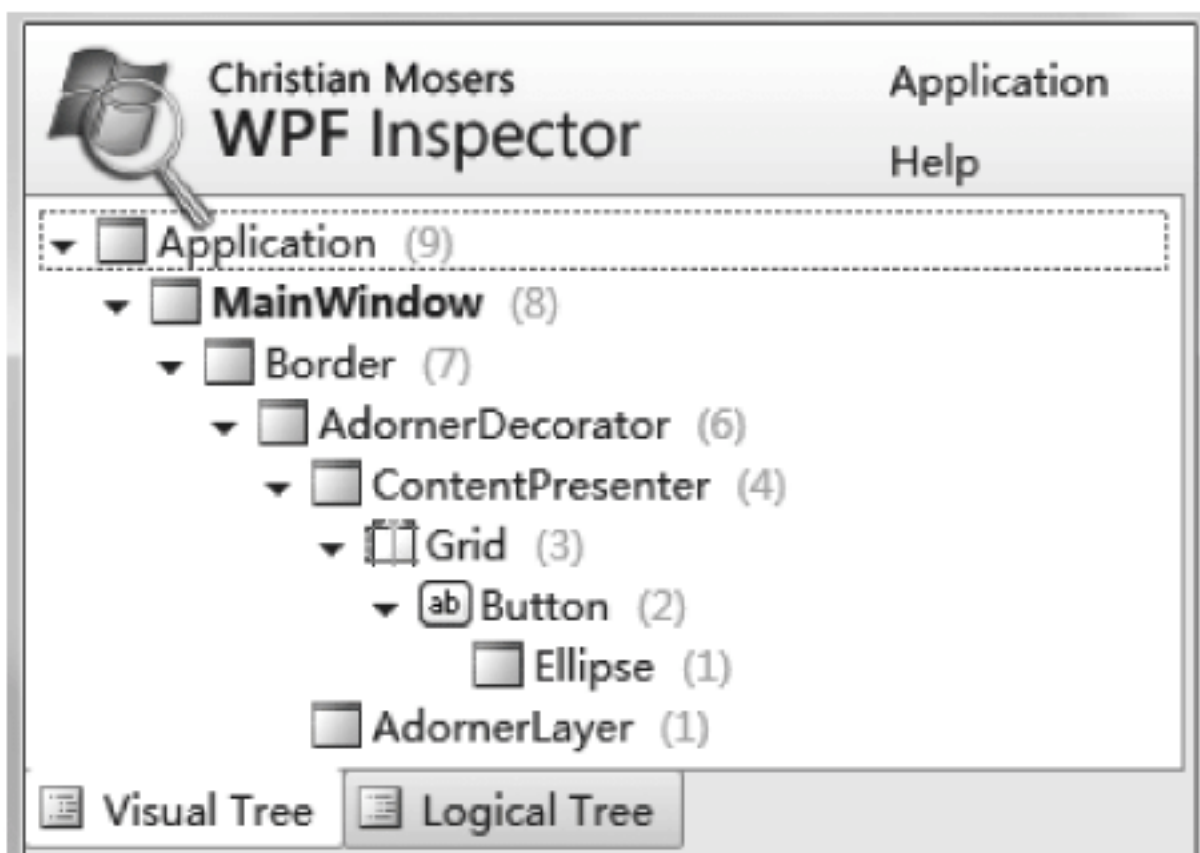 Christian Mosers
WPF Inspector
Application
Help
Application (9)
MainWindow (8)
Border (7)
AdornerDecorator (6)
ContentPresenter (4)
Grid (3)
ab Button (2)
Ellipse (1)
AdornerLayer (1)
Visual Tree
Logical Tree